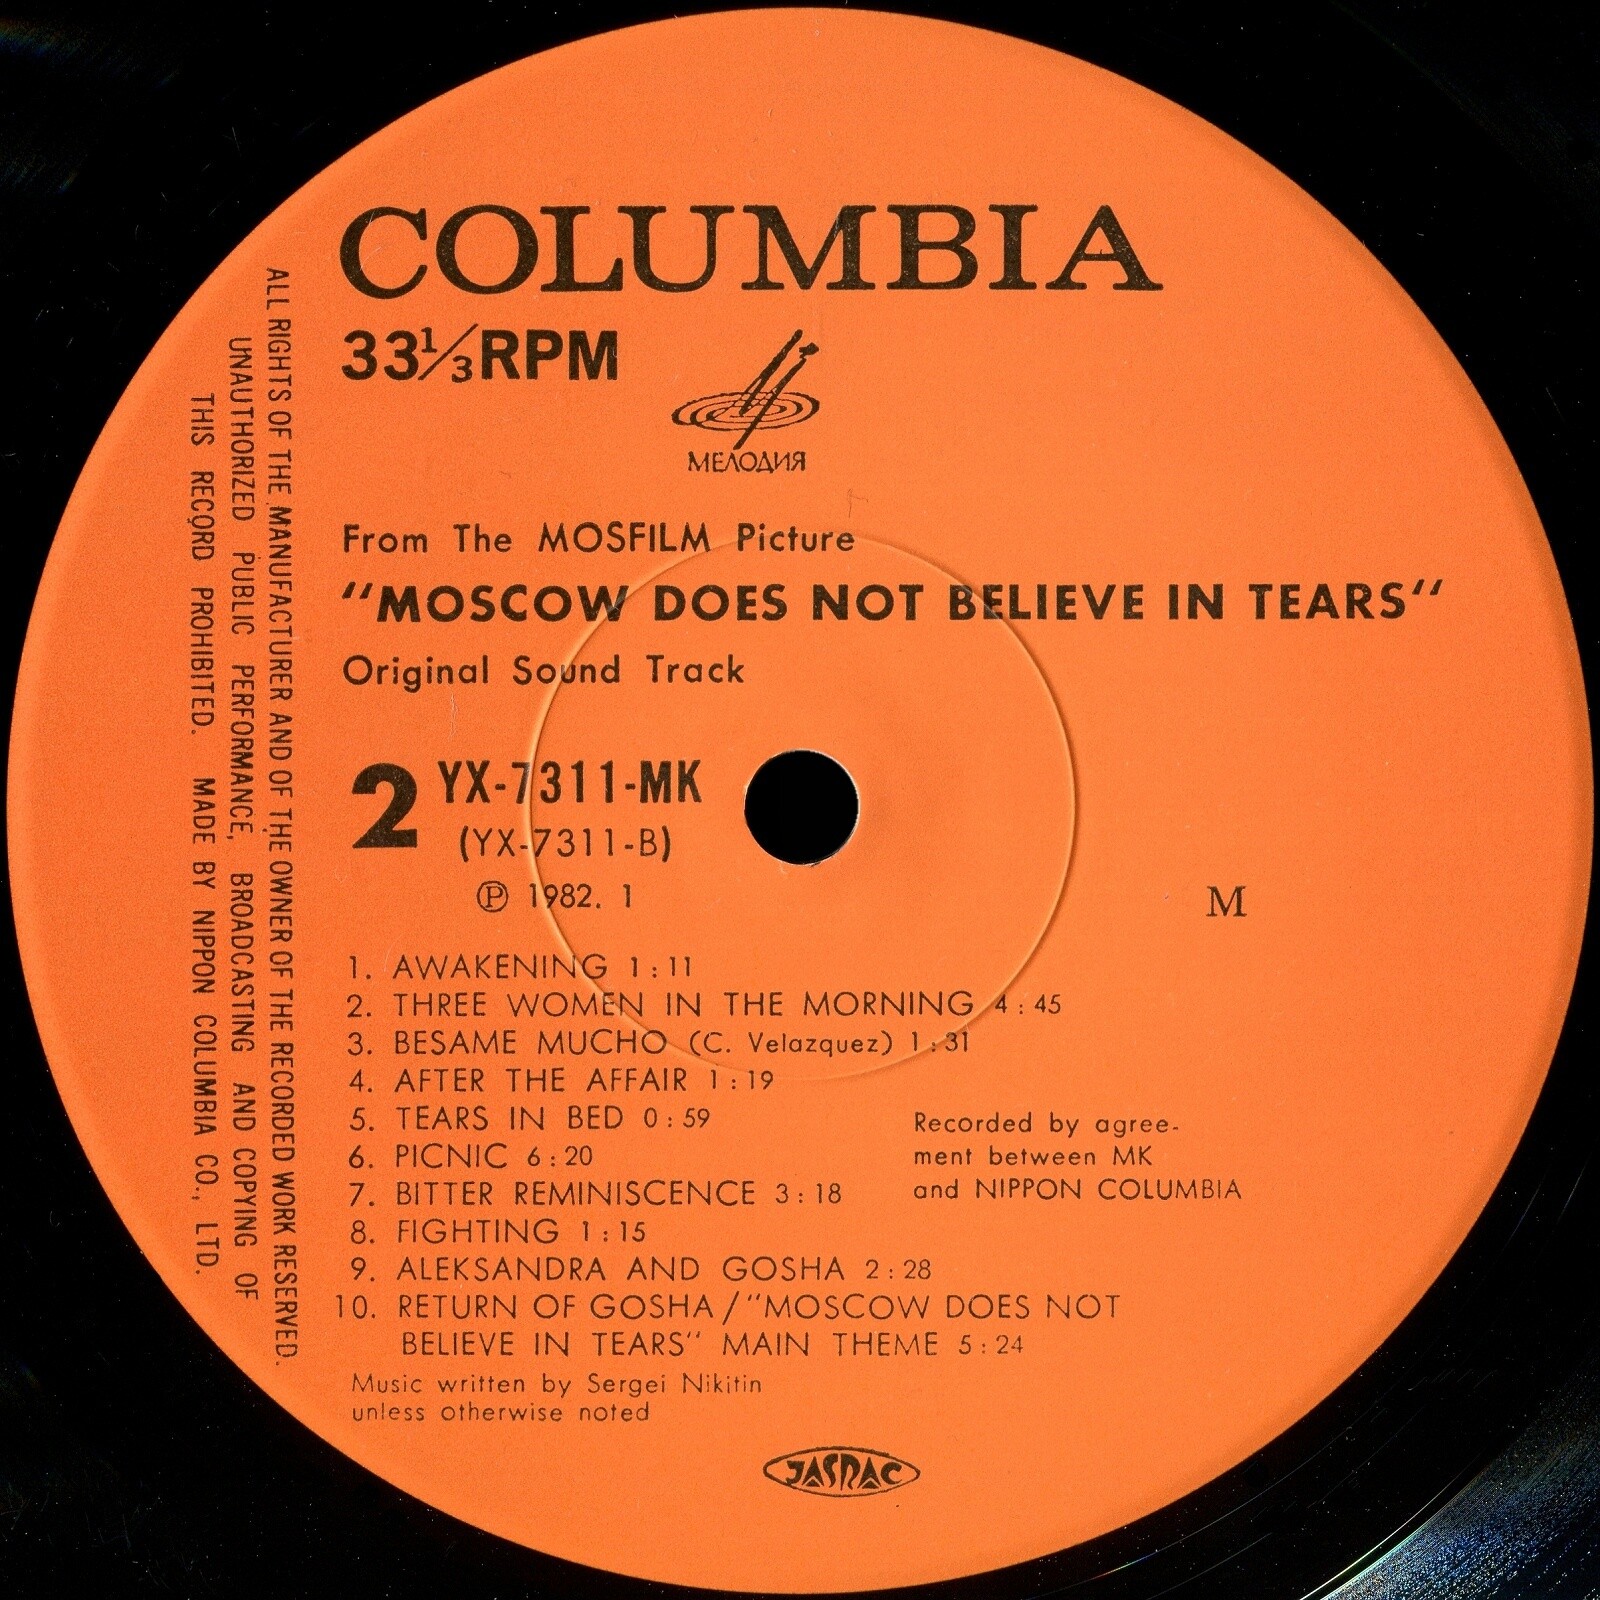 COLUMBIA
33 1/3 RPM
МЕЛОДИЯ
From The MOSFILM Picture
"MOSCOW DOES NOT BELIEVE IN TEARS"
Original Sound Track
2 YX-7311-MK
(YX-7311-B)
℗ 1982. 1
M
1. AWAKENING 1:11
2. THREE WOMEN IN THE MORNING 4:45
3. BESAME MUCHO (C. Velazquez) 1:31
4. AFTER THE AFFAIR 1:19
5. TEARS IN BED 0:59
6. PICNIC 6:20
7. BITTER REMINISCENCE 3:18
8. FIGHTING 1:15
9. ALEKSANDRA AND GOSHA 2:28
10. RETURN OF GOSHA/"MOSCOW DOES NOT
BELIEVE IN TEARS" MAIN THEME 5:24
Recorded by agree-
ment between MK
and NIPPON COLUMBIA
Music written by Sergei Nikitin
unless otherwise noted
JASRAC
ALL RIGHTS OF THE MANUFACTURER AND OF THE OWNER OF THE RECORDED WORK RESERVED.
UNAUTHORIZED PUBLIC PERFORMANCE, BROADCASTING AND COPYING OF
THIS RECORD PROHIBITED. MADE BY NIPPON COLUMBIA CO., LTD.